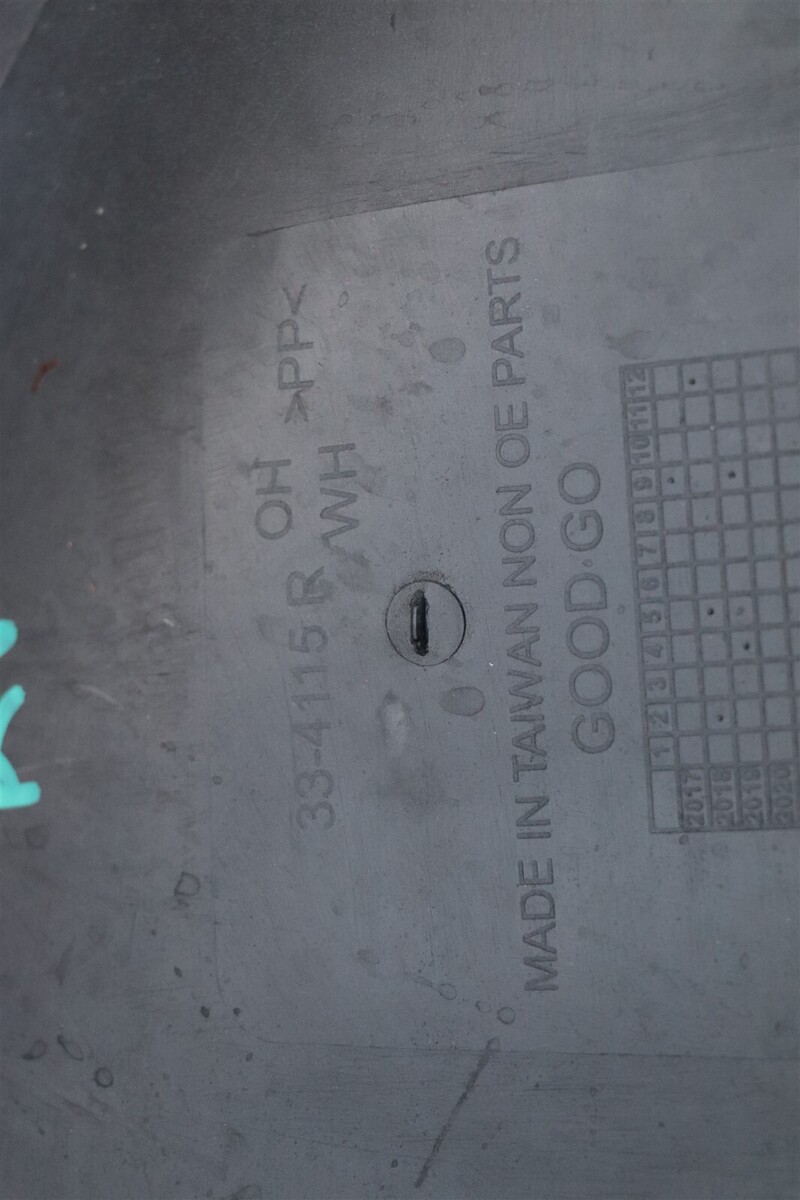 33-4115 R OH >PP<
WH
MADE IN TAIWAN NON OE PARTS
GOOD·GO
1 2 3 4 5 6 7 8 9 10 11 12
2017
2018
2019
2020